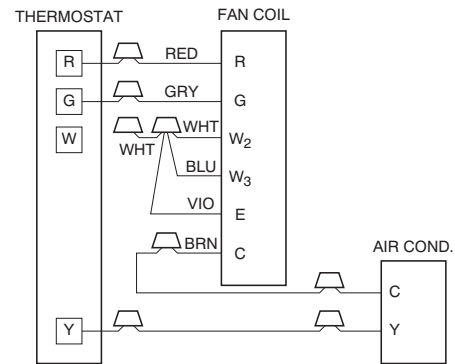 THERMOSTAT
FAN COIL
R
RED
R
G
GRY
G
W
WHT
WHT
W2
BLU
W3
VIO
E
BRN
C
AIR COND.
C
Y
Y